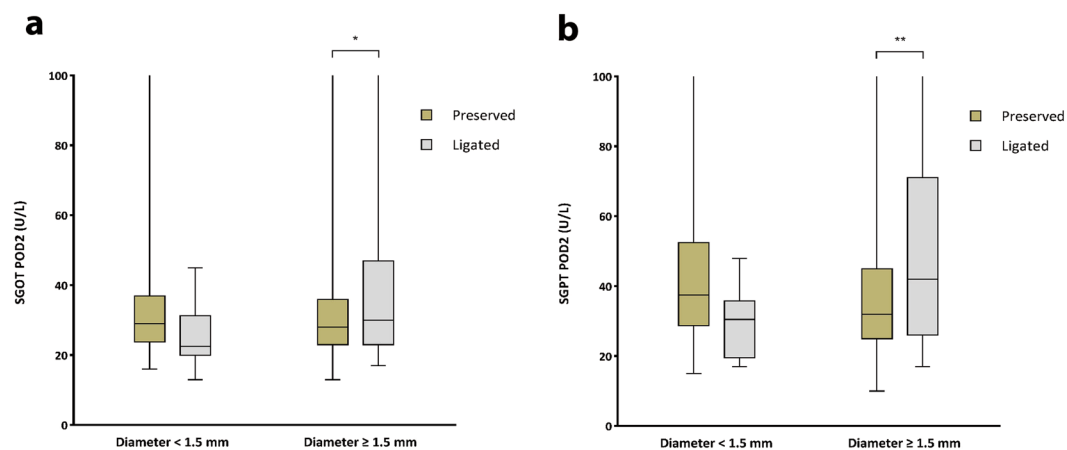 a
*
SGOT POD2 (U/L)
100
80
60
40
20
0
Preserved
Ligated
Diameter < 1.5 mm
Diameter ≥ 1.5 mm
b
**
SGPT POD2 (U/L)
100
80
60
40
20
0
Preserved
Ligated
Diameter < 1.5 mm
Diameter ≥ 1.5 mm